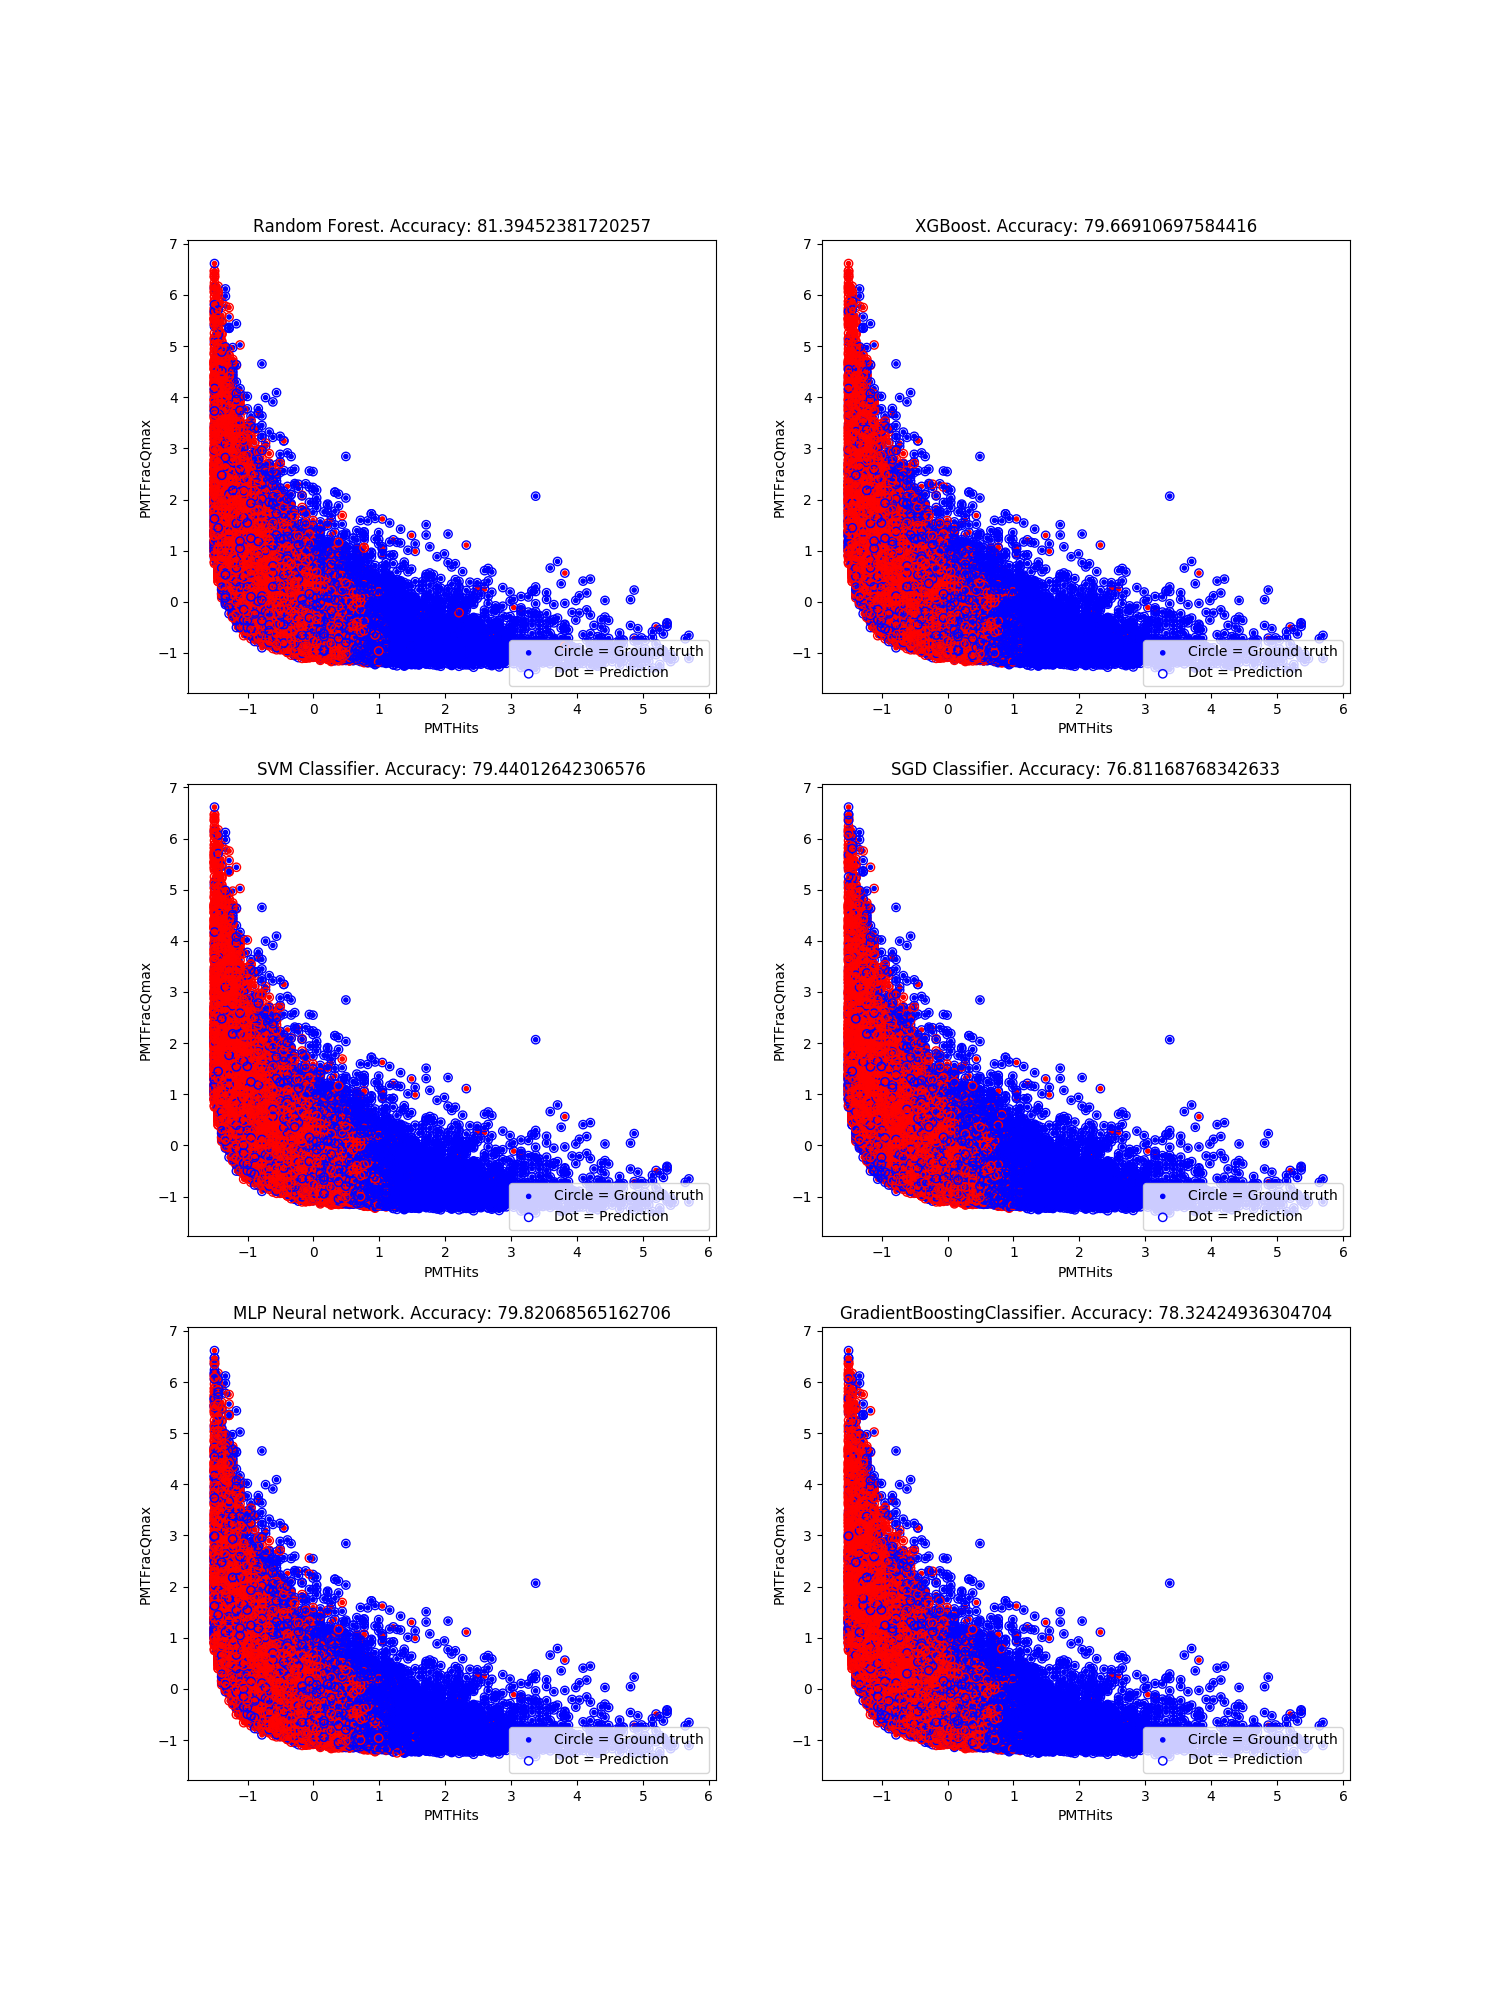 Random Forest. Accuracy: 81.39452381720257
7
6
5
4
3
2
1
0
−1
PMTFracQmax
Circle = Ground truth
Dot = Prediction
−1 0 1 2 3 4 5 6
PMTHits
XGBoost. Accuracy: 79.66910697584416
7
6
5
4
3
2
1
0
−1
PMTFracQmax
Circle = Ground truth
Dot = Prediction
−1 0 1 2 3 4 5 6
PMTHits
SVM Classifier. Accuracy: 79.44012642306576
7
6
5
4
3
2
1
0
−1
PMTFracQmax
Circle = Ground truth
Dot = Prediction
−1 0 1 2 3 4 5 6
PMTHits
SGD Classifier. Accuracy: 76.81168768342633
7
6
5
4
3
2
1
0
−1
PMTFracQmax
Circle = Ground truth
Dot = Prediction
−1 0 1 2 3 4 5 6
PMTHits
MLP Neural network. Accuracy: 79.82068565162706
7
6
5
4
3
2
1
0
−1
PMTFracQmax
Circle = Ground truth
Dot = Prediction
−1 0 1 2 3 4 5 6
PMTHits
GradientBoostingClassifier. Accuracy: 78.32424936304704
7
6
5
4
3
2
1
0
−1
PMTFracQmax
Circle = Ground truth
Dot = Prediction
−1 0 1 2 3 4 5 6
PMTHits